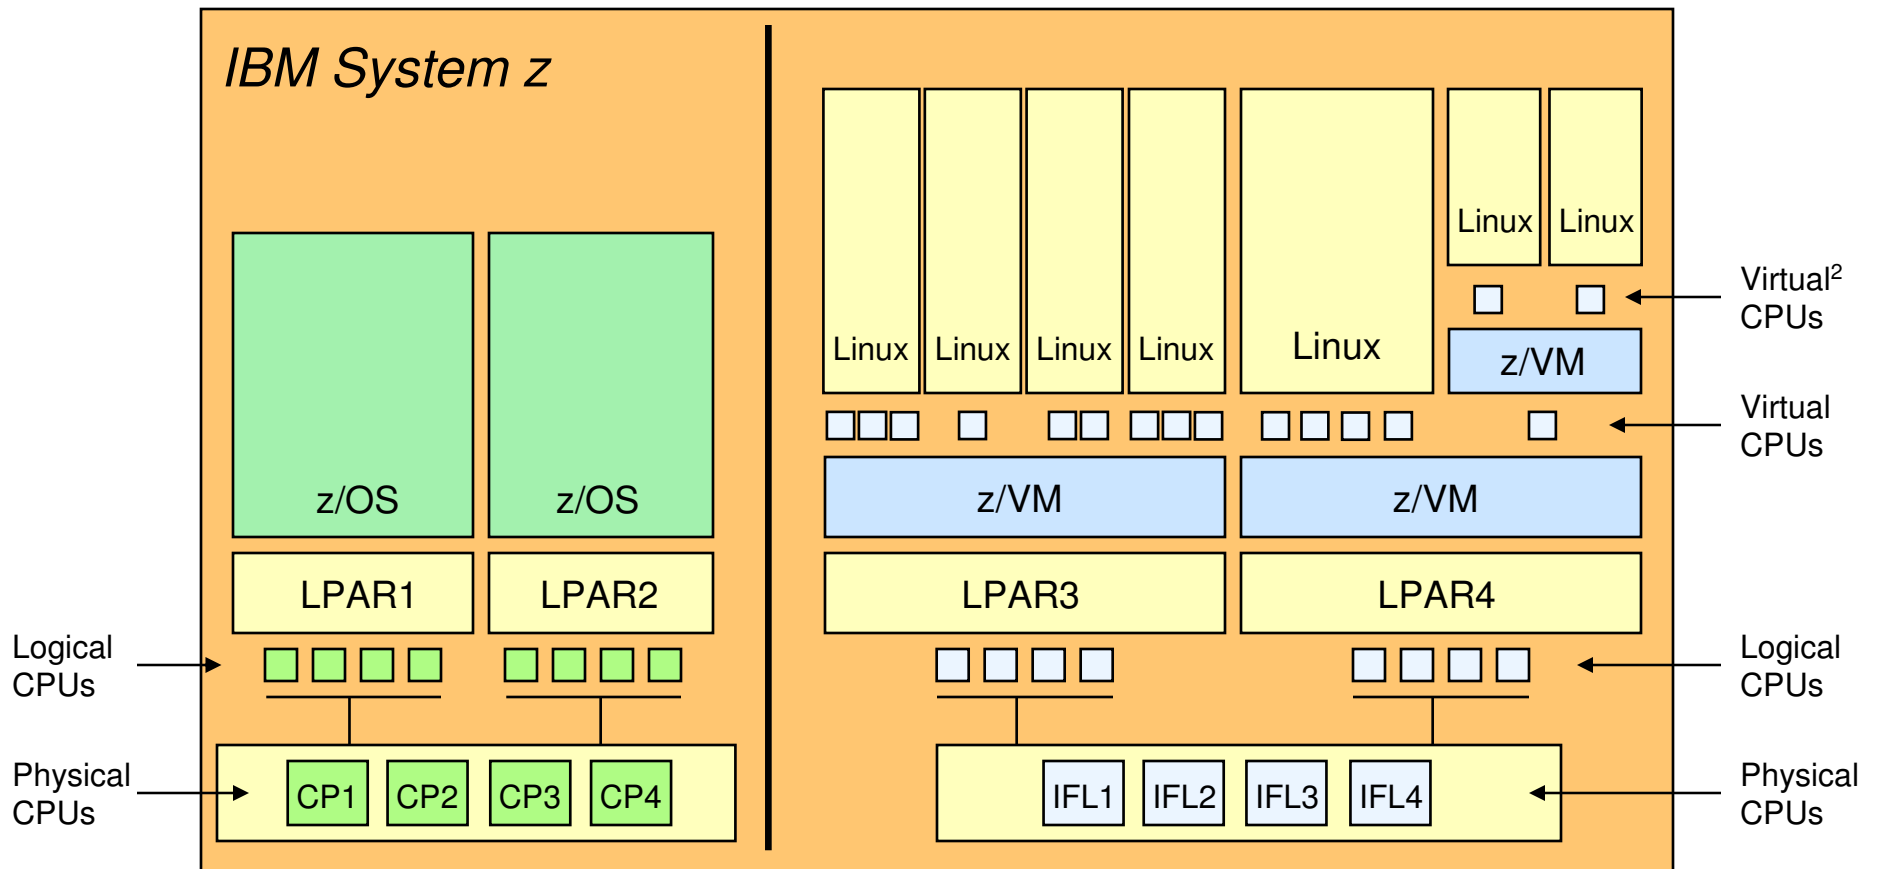 IBM System z
Linux Linux
Virtual²
CPUs
Linux Linux Linux Linux Linux
z/VM
Virtual
CPUs
z/OS z/OS z/VM z/VM
LPAR1 LPAR2 LPAR3 LPAR4
Logical
CPUs
Logical
CPUs
Physical
CPUs
CP1 CP2 CP3 CP4
IFL1 IFL2 IFL3 IFL4
Physical
CPUs